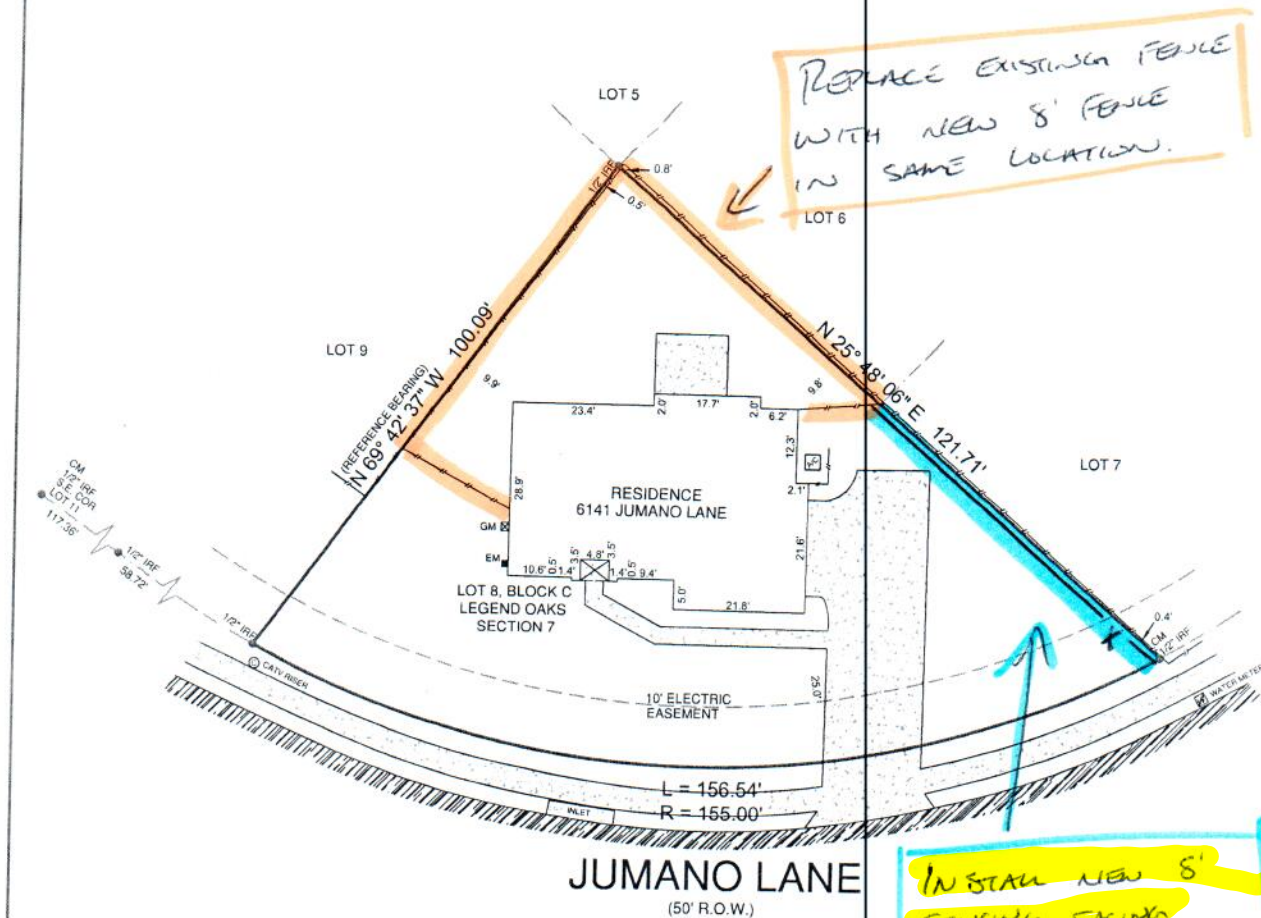 REPLACE EXISTING FENCE
WITH NEW 8' FENCE
IN SAME LOCATION.
LOT 5
1/2" IRF
0.8'
0.5'
LOT 6
LOT 9
(REFERENCE BEARING)
N 69° 42' 37" W 100.09'
N 25° 48' 06" E 121.71'
LOT 7
9.9'
9.8'
23.4'
2.0'
17.7'
2.0'
6.2'
12.3'
A/C
2.1'
28.9'
RESIDENCE
6141 JUMANO LANE
21.6'
GM
EM
10.6'
0.5'
1.4'
3.5'
4.8'
3.5'
1.4'
0.5'
9.4'
5.0'
21.8'
LOT 8, BLOCK C
LEGEND OAKS
SECTION 7
CM
1/2" IRF
S.E. COR
LOT 11
117.36'
1/2" IRF
58.72'
1/2" IRF
CATV RISER
0.4'
CM
1/2" IRF
WATER METER
10' ELECTRIC
EASEMENT
25.0'
L = 156.54'
R = 155.00'
INLET
JUMANO LANE
(50' R.O.W.)
INSTALL NEW 8'